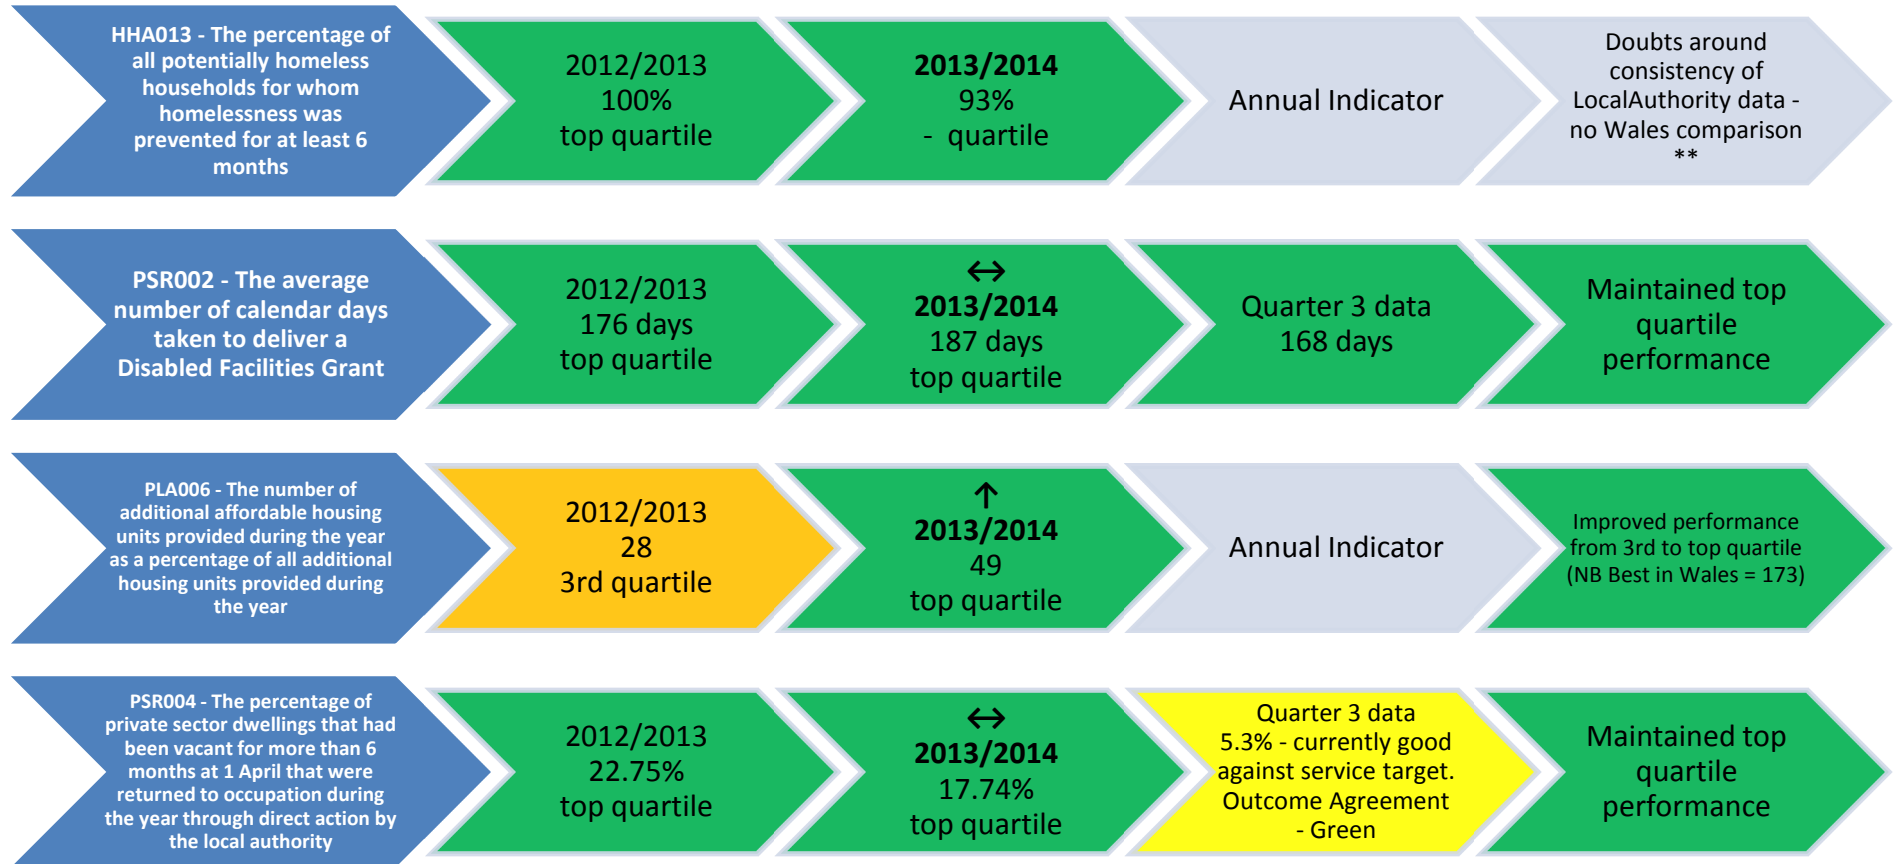 HHA013 - The percentage of
all potentially homeless
households for whom
homelessness was
prevented for at least 6
months
2012/2013
100%
top quartile
2013/2014
93%
- quartile
Annual Indicator
Doubts around
consistency of
LocalAuthority data -
no Wales comparison
**
PSR002 - The average
number of calendar days
taken to deliver a
Disabled Facilities Grant
2012/2013
176 days
top quartile
↔
2013/2014
187 days
top quartile
Quarter 3 data
168 days
Maintained top
quartile
performance
PLA006 - The number of
additional affordable housing
units provided during the year
as a percentage of all additional
housing units provided during
the year
2012/2013
28
3rd quartile
↑
2013/2014
49
top quartile
Annual Indicator
Improved performance
from 3rd to top quartile
(NB Best in Wales = 173)
PSR004 - The percentage of
private sector dwellings that had
been vacant for more than 6
months at 1 April that were
returned to occupation during
the year through direct action by
the local authority
2012/2013
22.75%
top quartile
↔
2013/2014
17.74%
top quartile
Quarter 3 data
5.3% - currently good
against service target.
Outcome Agreement
- Green
Maintained top
quartile
performance